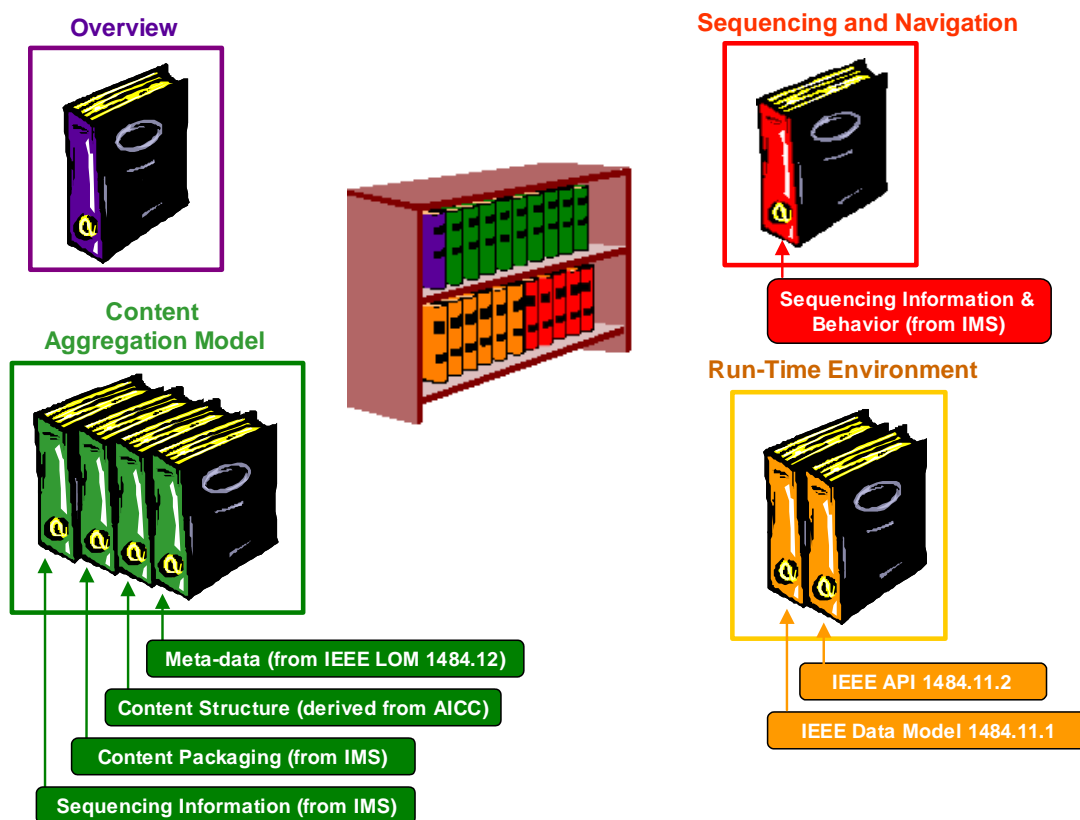 Overview
Sequencing and Navigation
Sequencing Information &
Behavior (from IMS)
Content
Aggregation Model
Run-Time Environment
Meta-data (from IEEE LOM 1484.12)
Content Structure (derived from AICC)
Content Packaging (from IMS)
Sequencing Information (from IMS)
IEEE API 1484.11.2
IEEE Data Model 1484.11.1